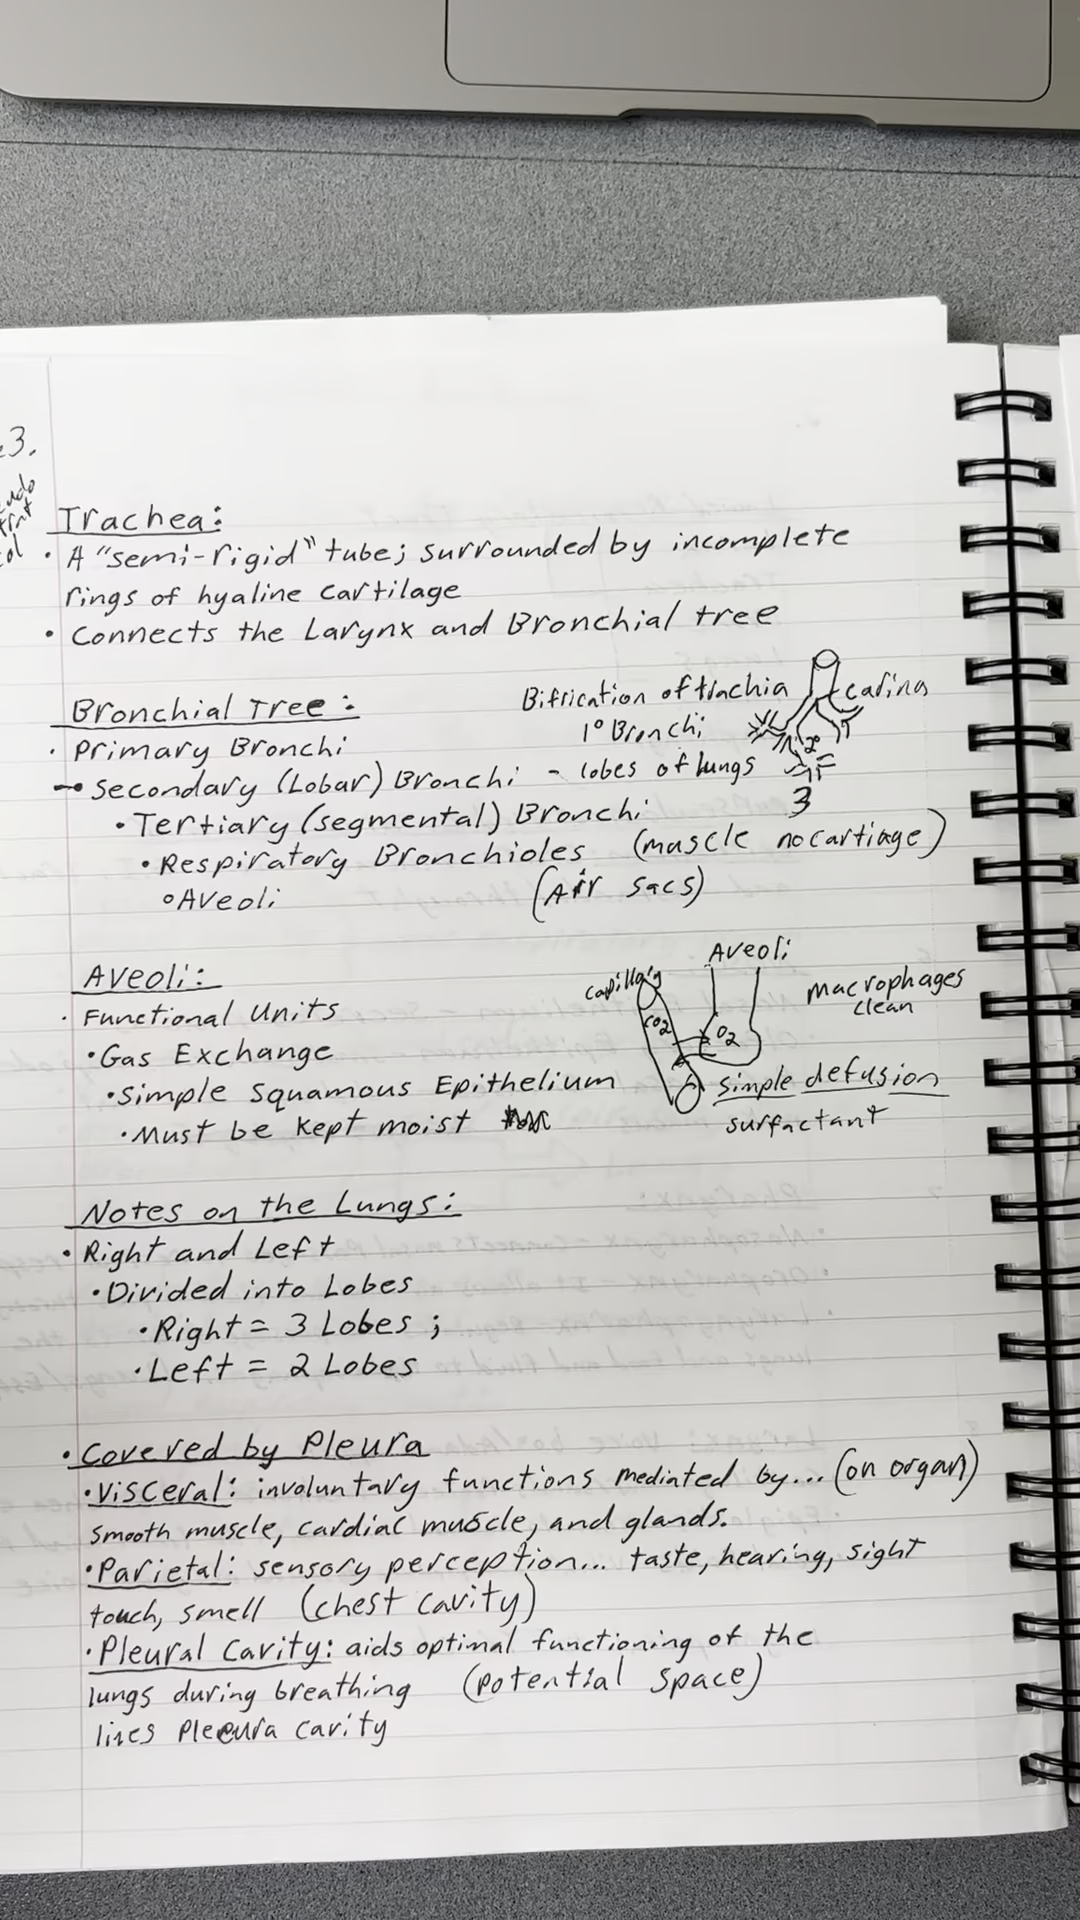 3.
Trachea:
• A "semi-rigid" tube; surrounded by incomplete
rings of hyaline cartilage
• Connects the Larynx and Bronchial tree
Bifrication of trachia
carina
Bronchial Tree:
1° Bronchi
• Primary Bronchi
2°
→ Secondary (Lobar) Bronchi - lobes of lungs
3
• Tertiary (segmental) Bronchi
• Respiratory Bronchioles (muscle no cartiage)
• Aveoli (Air sacs)
Aveoli
Aveoli:
capillary
macrophages
clean
• Functional Units
CO2
O2
• Gas Exchange
• Simple Squamous Epithelium
simple defusion
• Must be kept moist
surfactant
Notes on the Lungs:
• Right and Left
• Divided into Lobes
• Right = 3 Lobes ;
• Left = 2 Lobes
• Covered by Pleura
• Visceral: involuntary functions mediated by... (on organ)
smooth muscle, cardiac muscle, and glands.
• Parietal: sensory perception... taste, hearing, sight
touch, smell (chest cavity)
• Pleural Cavity: aids optimal functioning of the
lungs during breathing (potential space)
lines Pleeura cavity